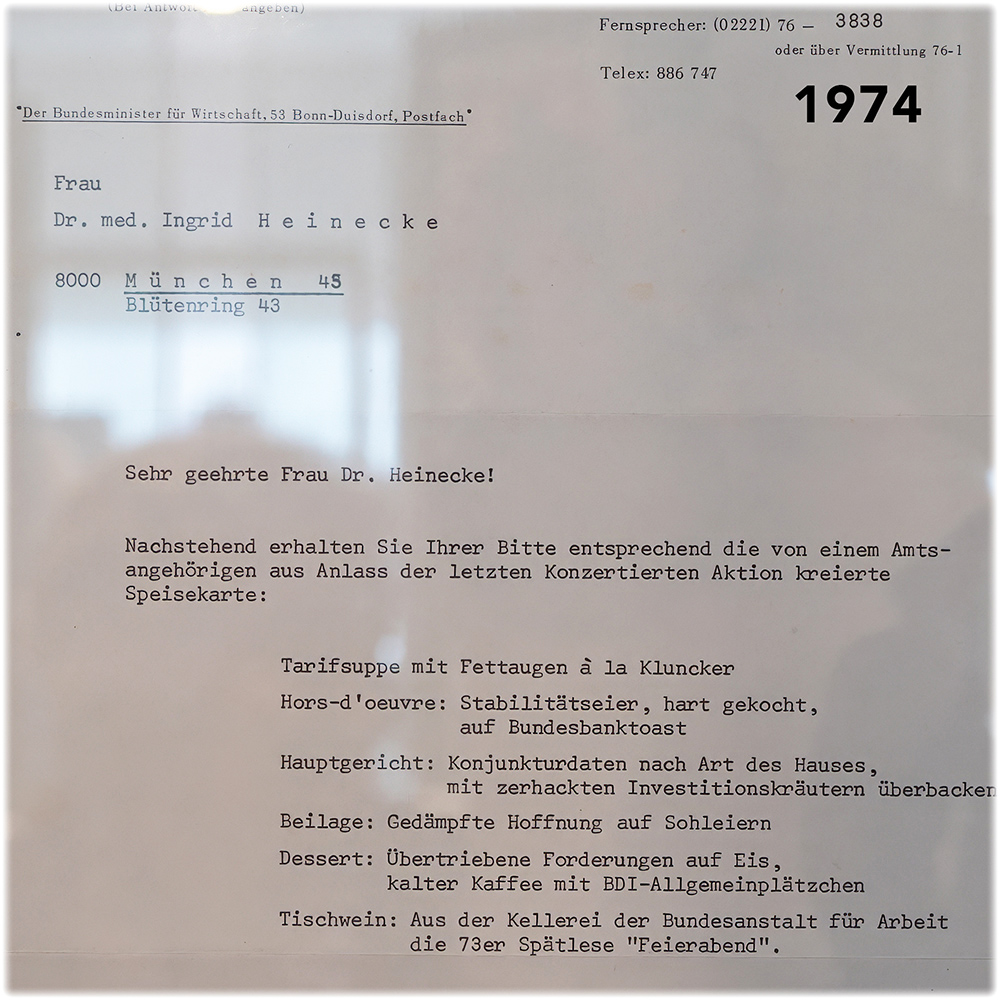 (Bei Antwort angeben)
Fernsprecher: (02221) 76 — 3838
oder über Vermittlung 76-1
Telex: 886 747
1974
Der Bundesminister für Wirtschaft, 53 Bonn-Duisdorf, Postfach
Frau
Dr. med. Ingrid H e i n e c k e
8000 M ü n c h e n 45
Blütenring 43
Sehr geehrte Frau Dr. Heinecke!
Nachstehend erhalten Sie Ihrer Bitte entsprechend die von einem Amts-
angehörigen aus Anlass der letzten Konzertierten Aktion kreierte
Speisekarte:
Tarifsuppe mit Fettaugen à la Kluncker
Hors-d'oeuvre: Stabilitätseier, hart gekocht,
auf Bundesbanktoast
Hauptgericht: Konjunkturdaten nach Art des Hauses,
mit zerhackten Investitionskräutern überbacken
Beilage: Gedämpfte Hoffnung auf Sohleiern
Dessert: Übertriebene Forderungen auf Eis,
kalter Kaffee mit BDI-Allgemeinplätzchen
Tischwein: Aus der Kellerei der Bundesanstalt für Arbeit
die 73er Spätlese "Feierabend".